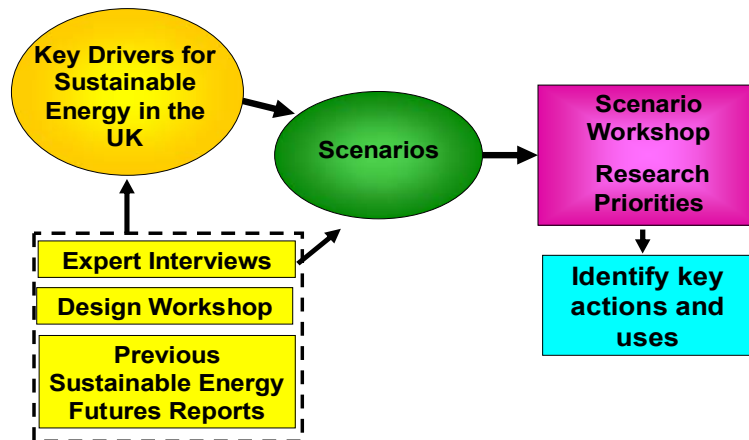 Key Drivers for
Sustainable
Energy in the
UK
Scenarios
Scenario
Workshop
Research
Priorities
Expert Interviews
Design Workshop
Previous
Sustainable Energy
Futures Reports
Identify key
actions and
uses